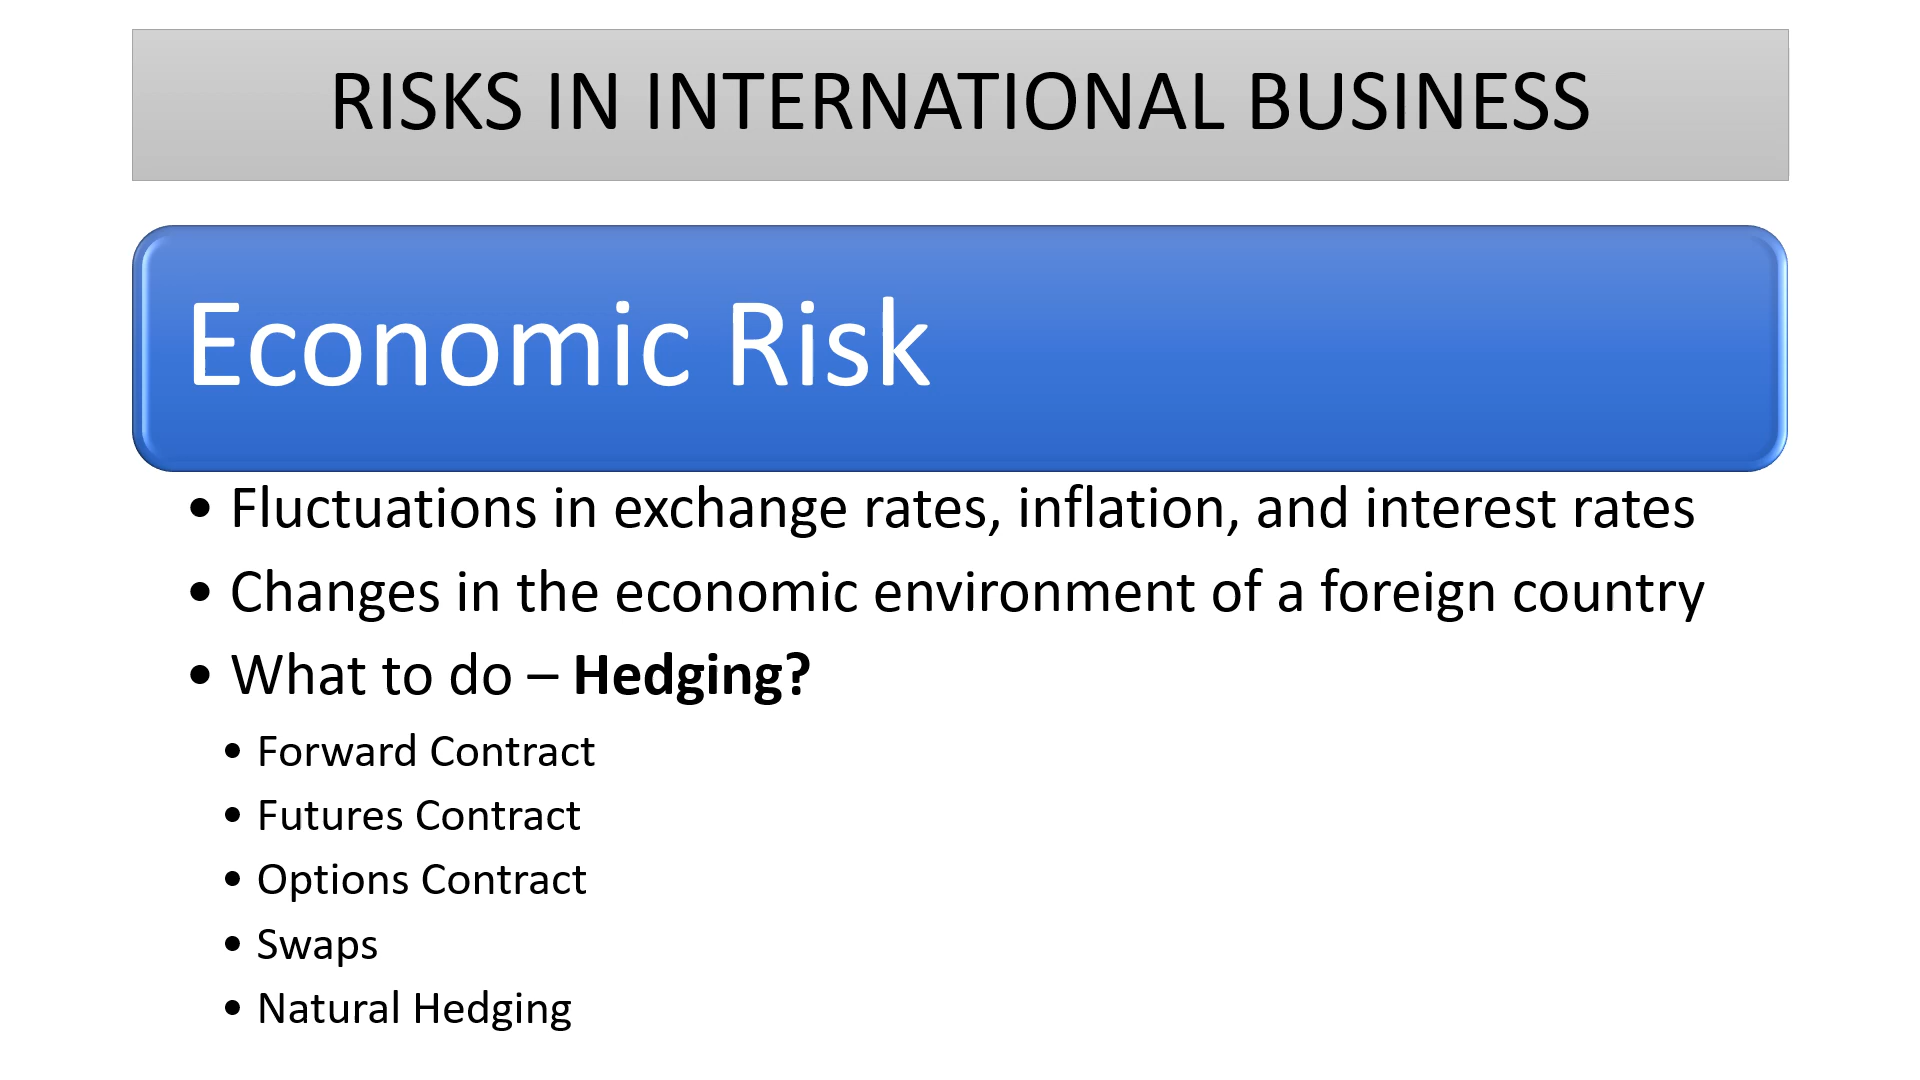 RISKS IN INTERNATIONAL BUSINESS
Economic Risk
• Fluctuations in exchange rates, inflation, and interest rates
• Changes in the economic environment of a foreign country
• What to do – Hedging?
• Forward Contract
• Futures Contract
• Options Contract
• Swaps
• Natural Hedging